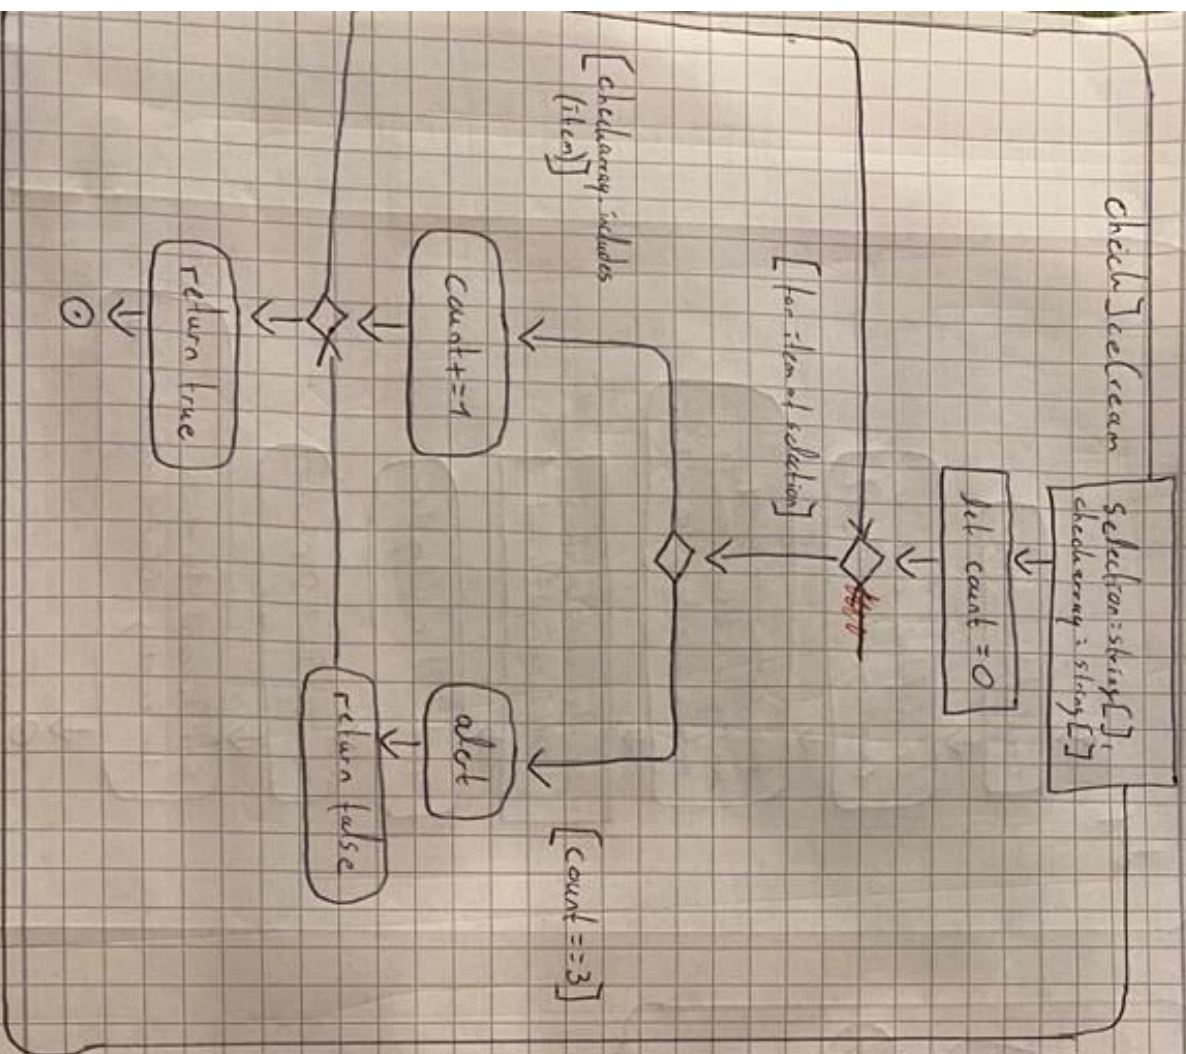 checkIceCream
selection: string[],
checkarray: string[]
let count = 0
[for item of selection]
[checkarray.includes
(item)]
[count == 3]
count+=1
alert
return false
return true